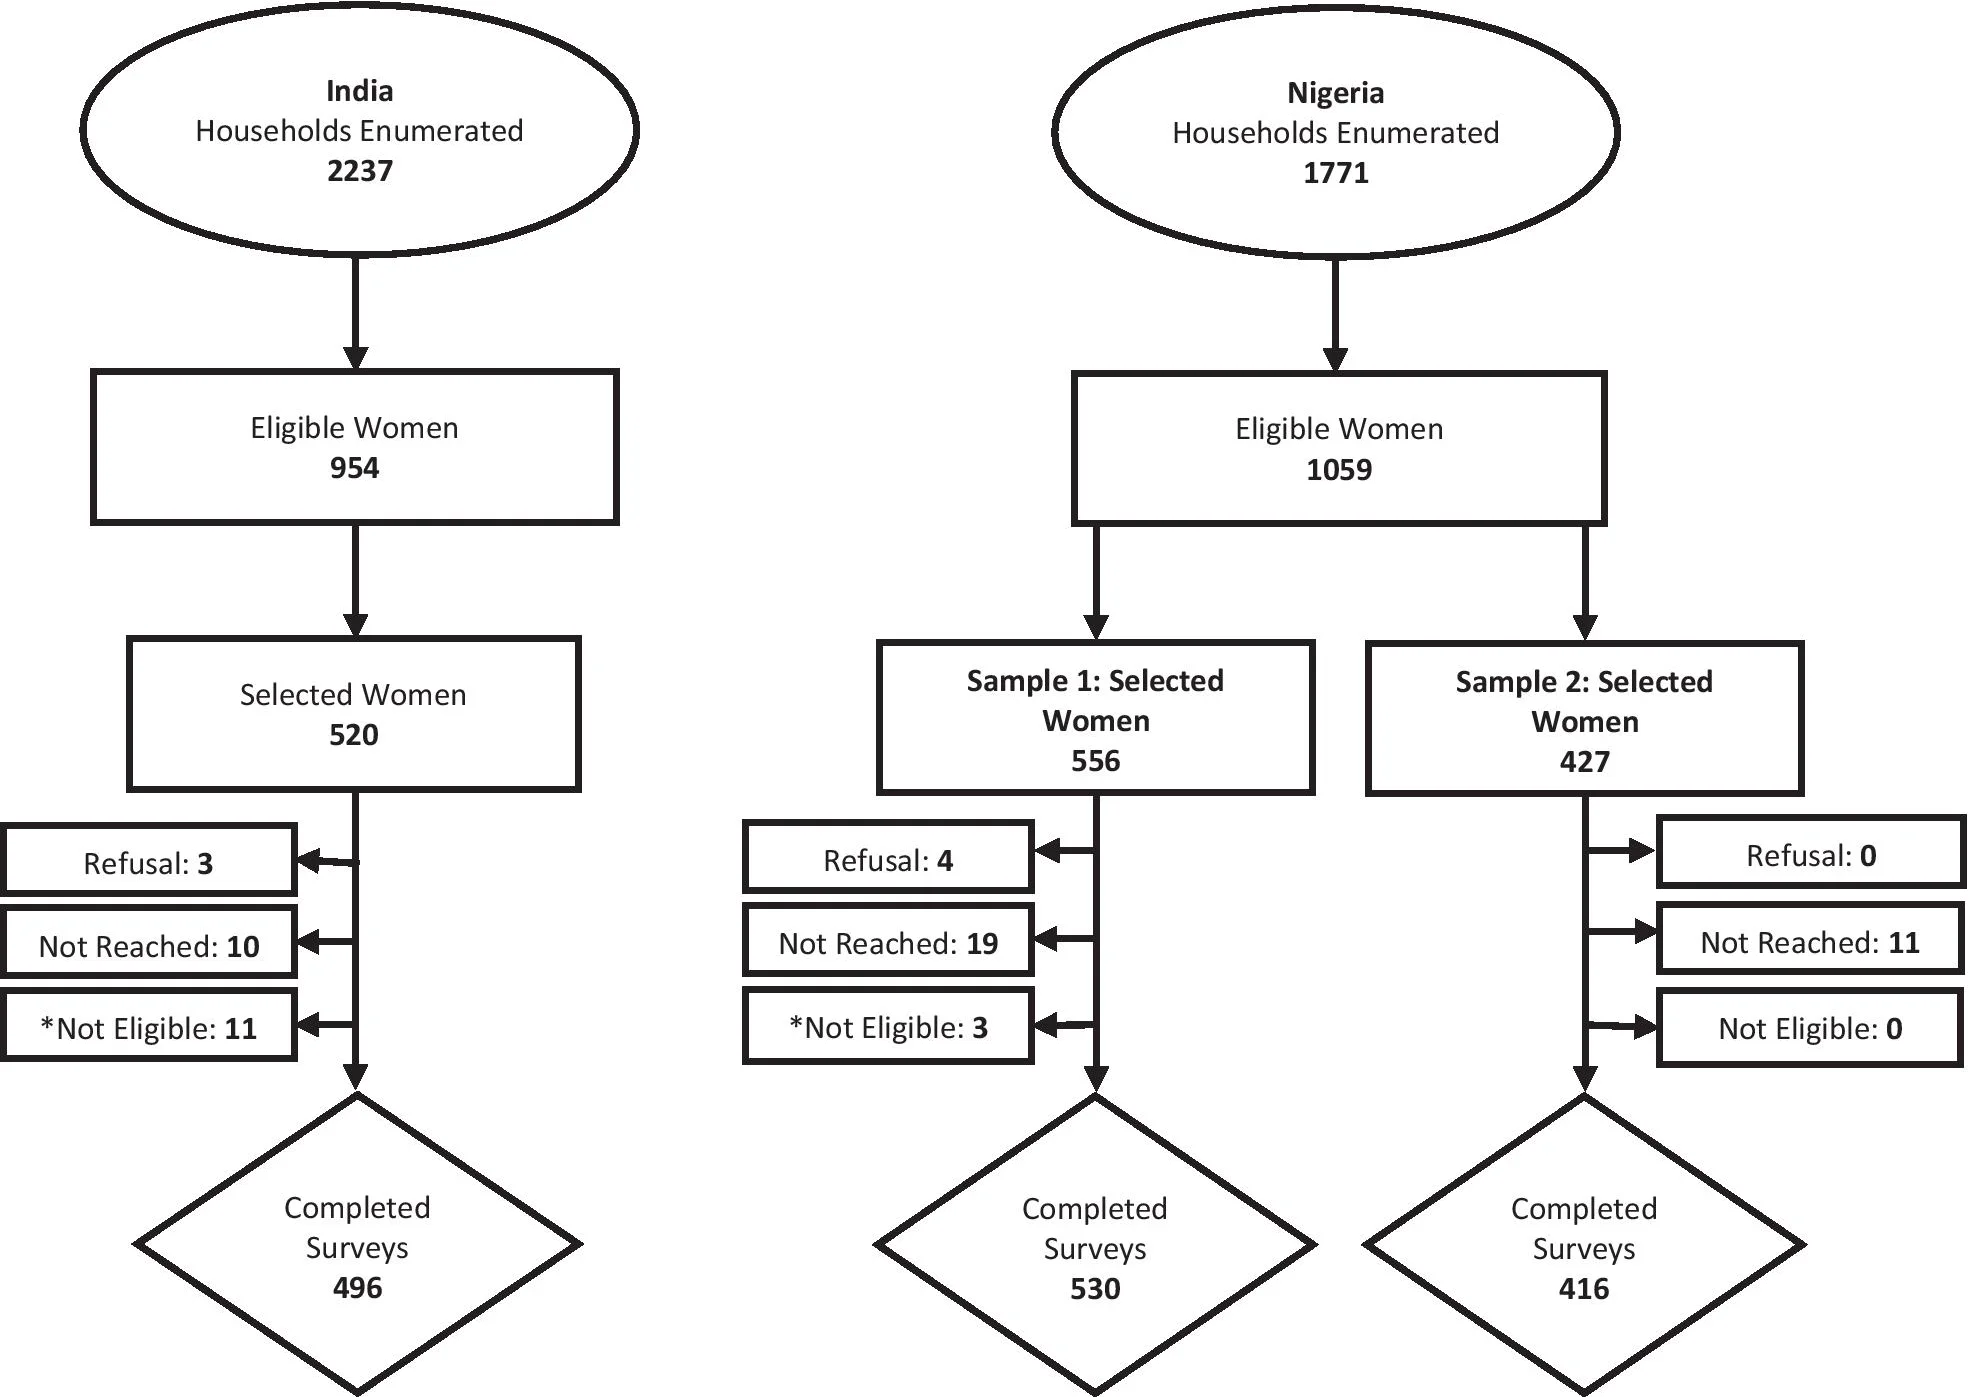 India
Households Enumerated
2237
Eligible Women
954
Selected Women
520
Refusal: 3
Not Reached: 10
*Not Eligible: 11
Completed
Surveys
496
Nigeria
Households Enumerated
1771
Eligible Women
1059
Sample 1: Selected
Women
556
Refusal: 4
Not Reached: 19
*Not Eligible: 3
Completed
Surveys
530
Sample 2: Selected
Women
427
Refusal: 0
Not Reached: 11
Not Eligible: 0
Completed
Surveys
416